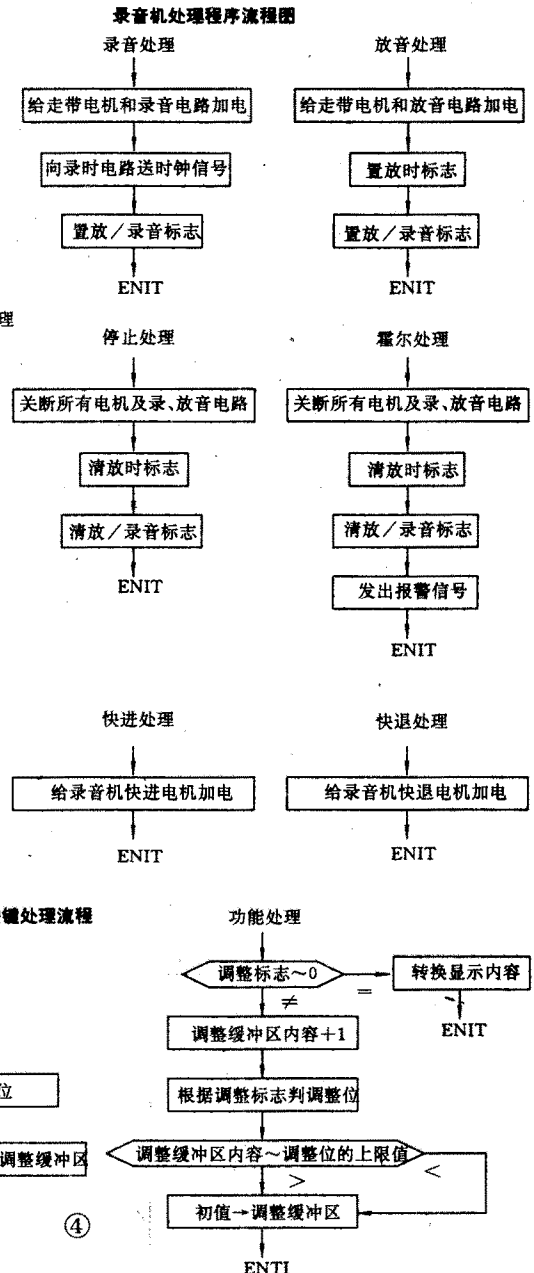 录音机处理程序流程图
录音处理
给走带电机和录音电路加电
向录时电路送时钟信号
置放／录音标志
ENIT
放音处理
给走带电机和放音电路加电
置放时标志
置放／录音标志
ENIT
理
停止处理
关断所有电机及录、放音电路
清放时标志
清放／录音标志
ENIT
霍尔处理
关断所有电机及录、放音电路
清放时标志
清放／录音标志
发出报警信号
ENIT
快进处理
给录音机快进电机加电
ENIT
快退处理
给录音机快退电机加电
ENIT
键处理流程
功能处理
调整标志～0
=
转换显示内容
ENIT
≠
调整缓冲区内容+1
根据调整标志判调整位
调整缓冲区内容～调整位的上限值
<
>
初值→调整缓冲区
ENTI
位
调整缓冲区
④